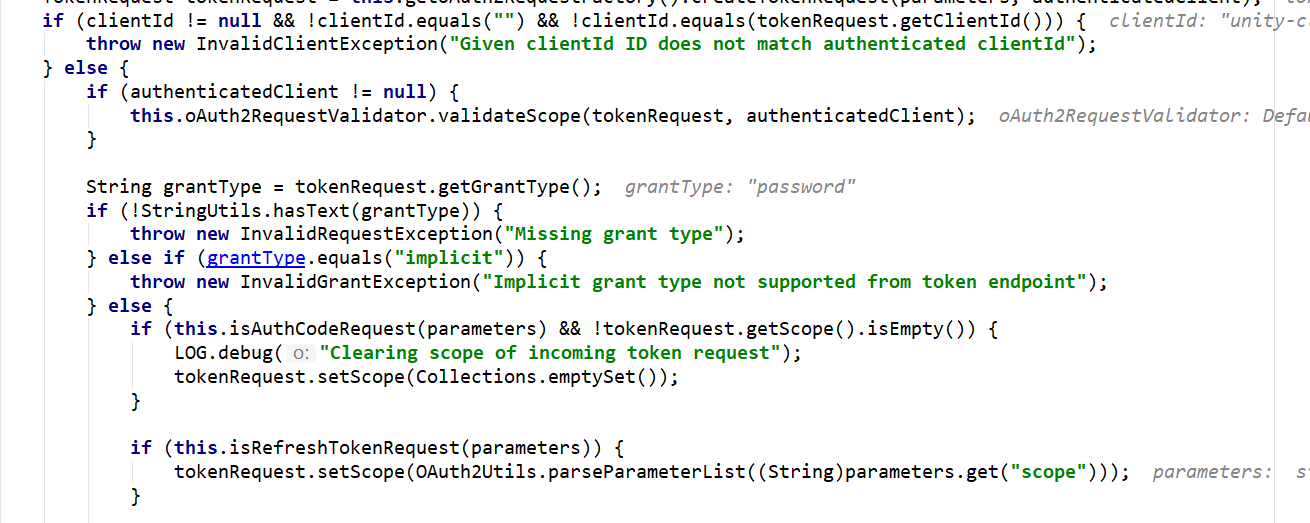 if (clientId != null && !clientId.equals("") && !clientId.equals(tokenRequest.getClientId())) {  clientId: "unity-c
    throw new InvalidClientException("Given clientId ID does not match authenticated clientId");
} else {
    if (authenticatedClient != null) {
        this.oAuth2RequestValidator.validateScope(tokenRequest, authenticatedClient);  oAuth2RequestValidator: Defau
    }
    String grantType = tokenRequest.getGrantType();  grantType: "password"
    if (!StringUtils.hasText(grantType)) {
        throw new InvalidRequestException("Missing grant type");
    } else if (grantType.equals("implicit")) {
        throw new InvalidGrantException("Implicit grant type not supported from token endpoint");
    } else {
        if (this.isAuthCodeRequest(parameters) && !tokenRequest.getScope().isEmpty()) {
            LOG.debug( o: "Clearing scope of incoming token request");
            tokenRequest.setScope(Collections.emptySet());
        }
        if (this.isRefreshTokenRequest(parameters)) {
            tokenRequest.setScope(OAuth2Utils.parseParameterList((String)parameters.get("scope")));  parameters:  s
        }